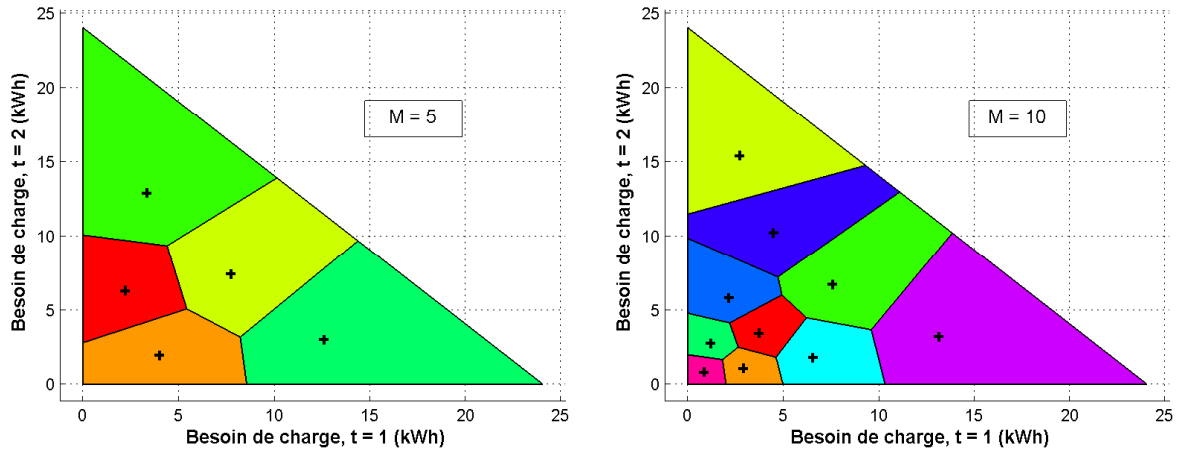 25
20
15
10
5
0
Besoin de charge, t = 2 (kWh)
M = 5
0 5 10 15 20 25
Besoin de charge, t = 1 (kWh)
25
20
15
10
5
0
Besoin de charge, t = 2 (kWh)
M = 10
0 5 10 15 20 25
Besoin de charge, t = 1 (kWh)